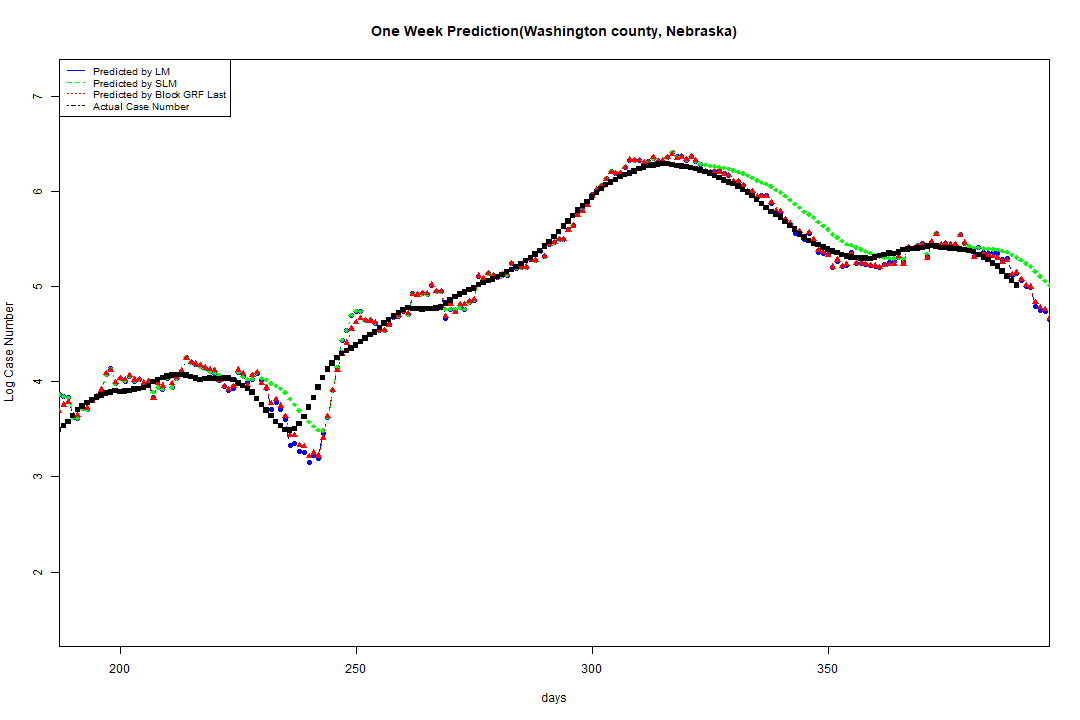 One Week Prediction(Washington county, Nebraska)
Predicted by LM
Predicted by SLM
Predicted by Block GRF Last
Actual Case Number
7
6
5
4
3
2
Log Case Number
200 250 300 350
days